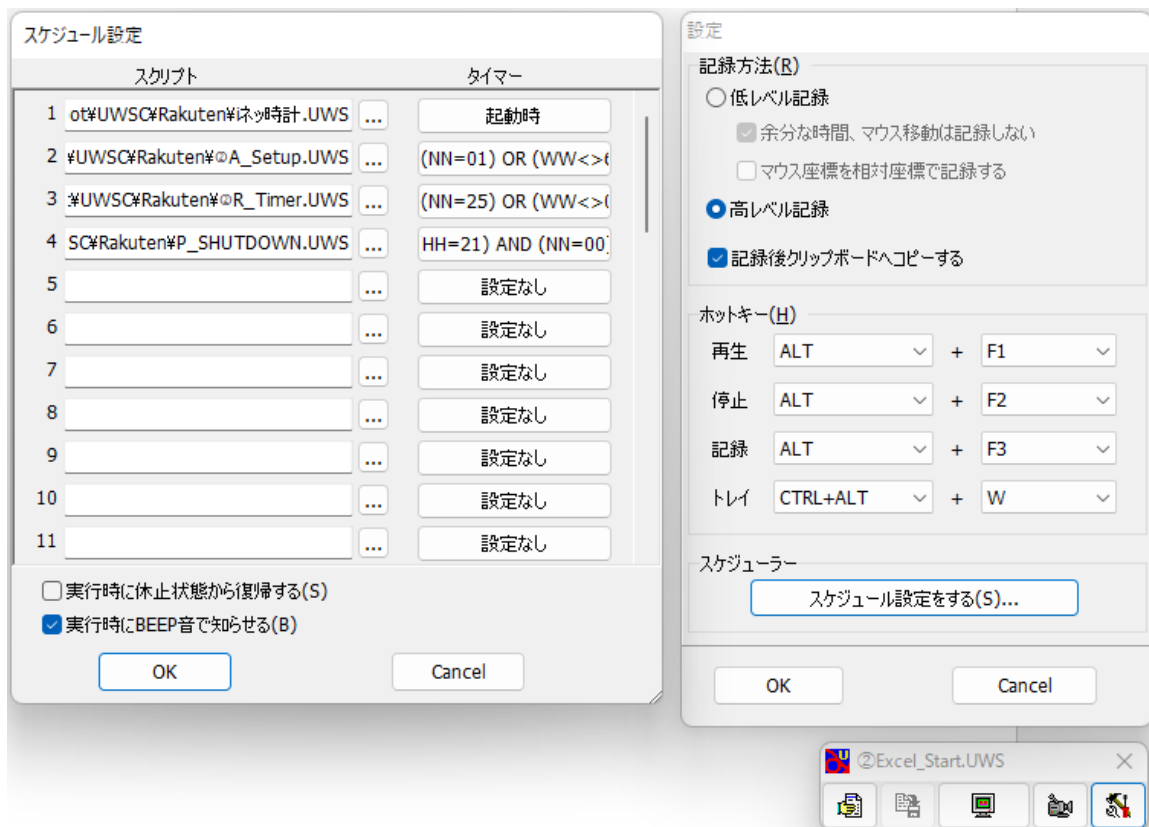 スケジュール設定
スクリプト タイマー
1 ot¥UWSC¥Rakuten¥iネッ時計.UWS ... 起動時
2 ¥UWSC¥Rakuten¥②A_Setup.UWS ... (NN=01) OR (WW<>6
3 :¥UWSC¥Rakuten¥②R_Timer.UWS ... (NN=25) OR (WW<>0
4 SC¥Rakuten¥P_SHUTDOWN.UWS ... HH=21) AND (NN=00)
5 ... 設定なし
6 ... 設定なし
7 ... 設定なし
8 ... 設定なし
9 ... 設定なし
10 ... 設定なし
11 ... 設定なし
実行時に休止状態から復帰する(S)
実行時にBEEP音で知らせる(B)
OK Cancel
設定
記録方法(R)
低レベル記録
余分な時間、マウス移動は記録しない
マウス座標を相対座標で記録する
高レベル記録
記録後クリップボードへコピーする
ホットキー(H)
再生 ALT + F1
停止 ALT + F2
記録 ALT + F3
トレイ CTRL+ALT + W
スケジューラー
スケジュール設定をする(S)...
OK Cancel
②Excel_Start.UWS